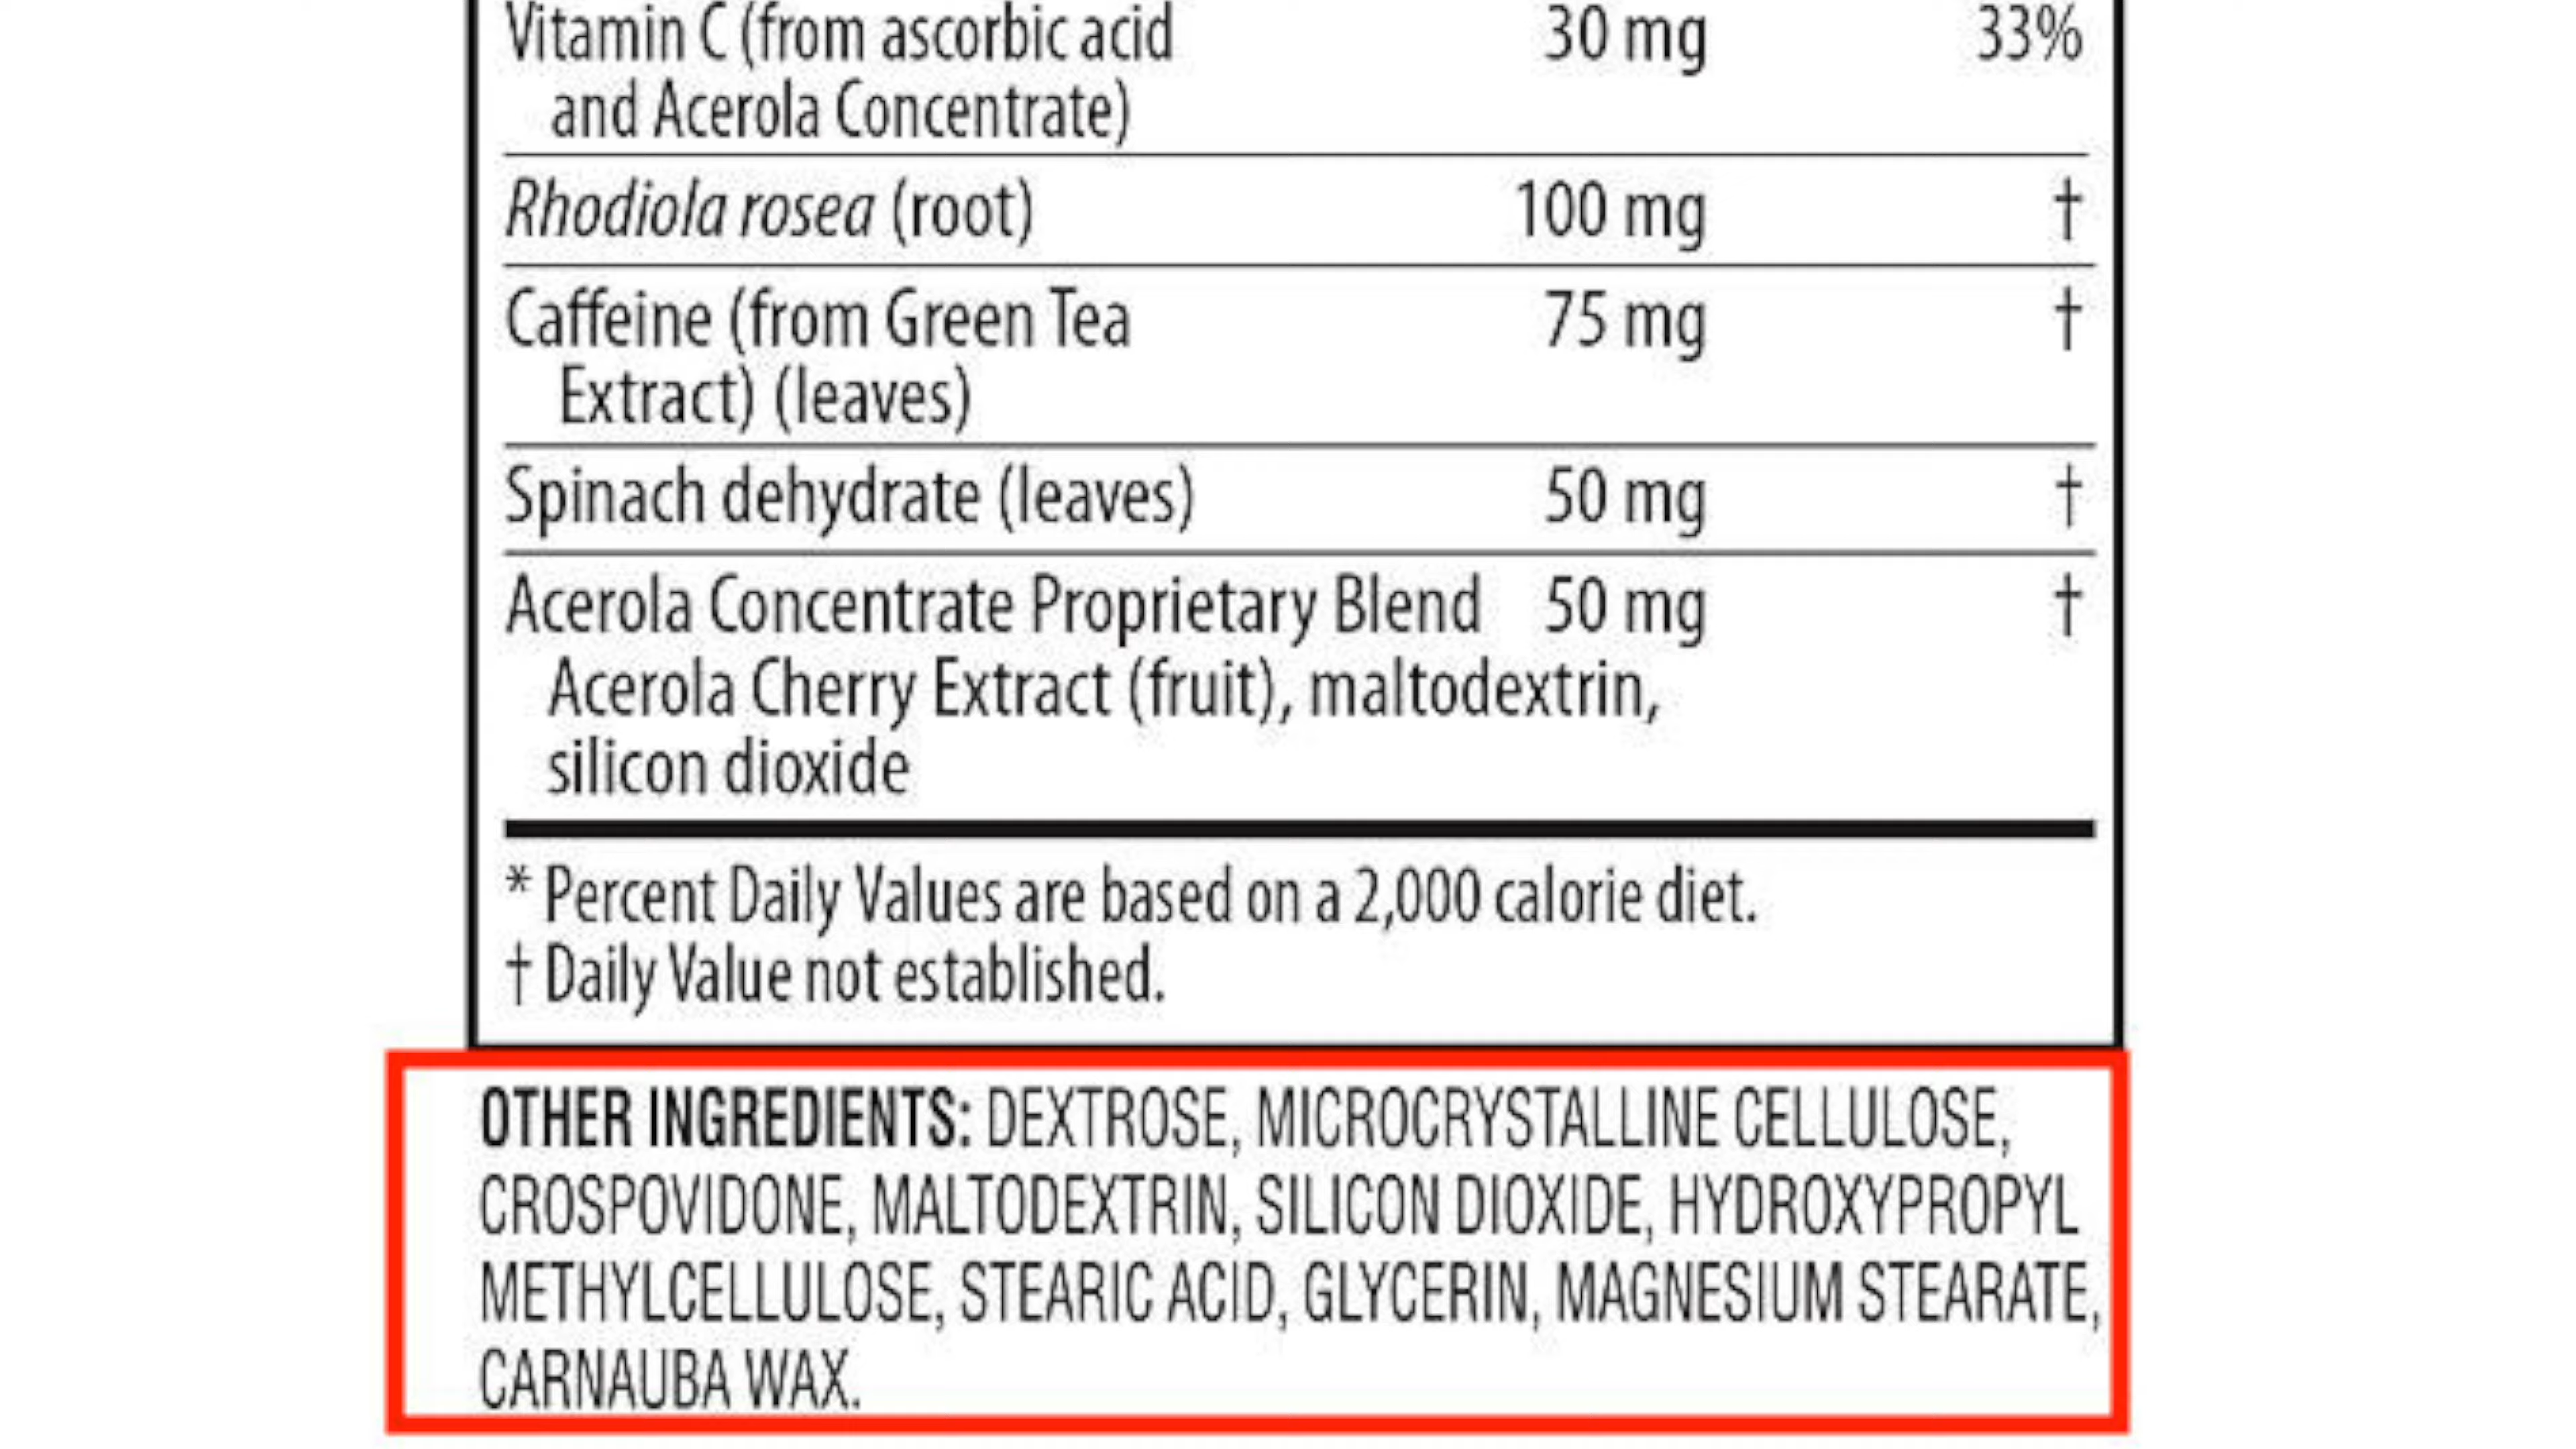 Vitamin C (from ascorbic acid 30 mg 33%
and Acerola Concentrate)
Rhodiola rosea (root) 100 mg †
Caffeine (from Green Tea 75 mg †
Extract) (leaves)
Spinach dehydrate (leaves) 50 mg †
Acerola Concentrate Proprietary Blend 50 mg †
Acerola Cherry Extract (fruit), maltodextrin,
silicon dioxide
* Percent Daily Values are based on a 2,000 calorie diet.
† Daily Value not established.
OTHER INGREDIENTS: DEXTROSE, MICROCRYSTALLINE CELLULOSE,
CROSPOVIDONE, MALTODEXTRIN, SILICON DIOXIDE, HYDROXYPROPYL
METHYLCELLULOSE, STEARIC ACID, GLYCERIN, MAGNESIUM STEARATE,
CARNAUBA WAX.